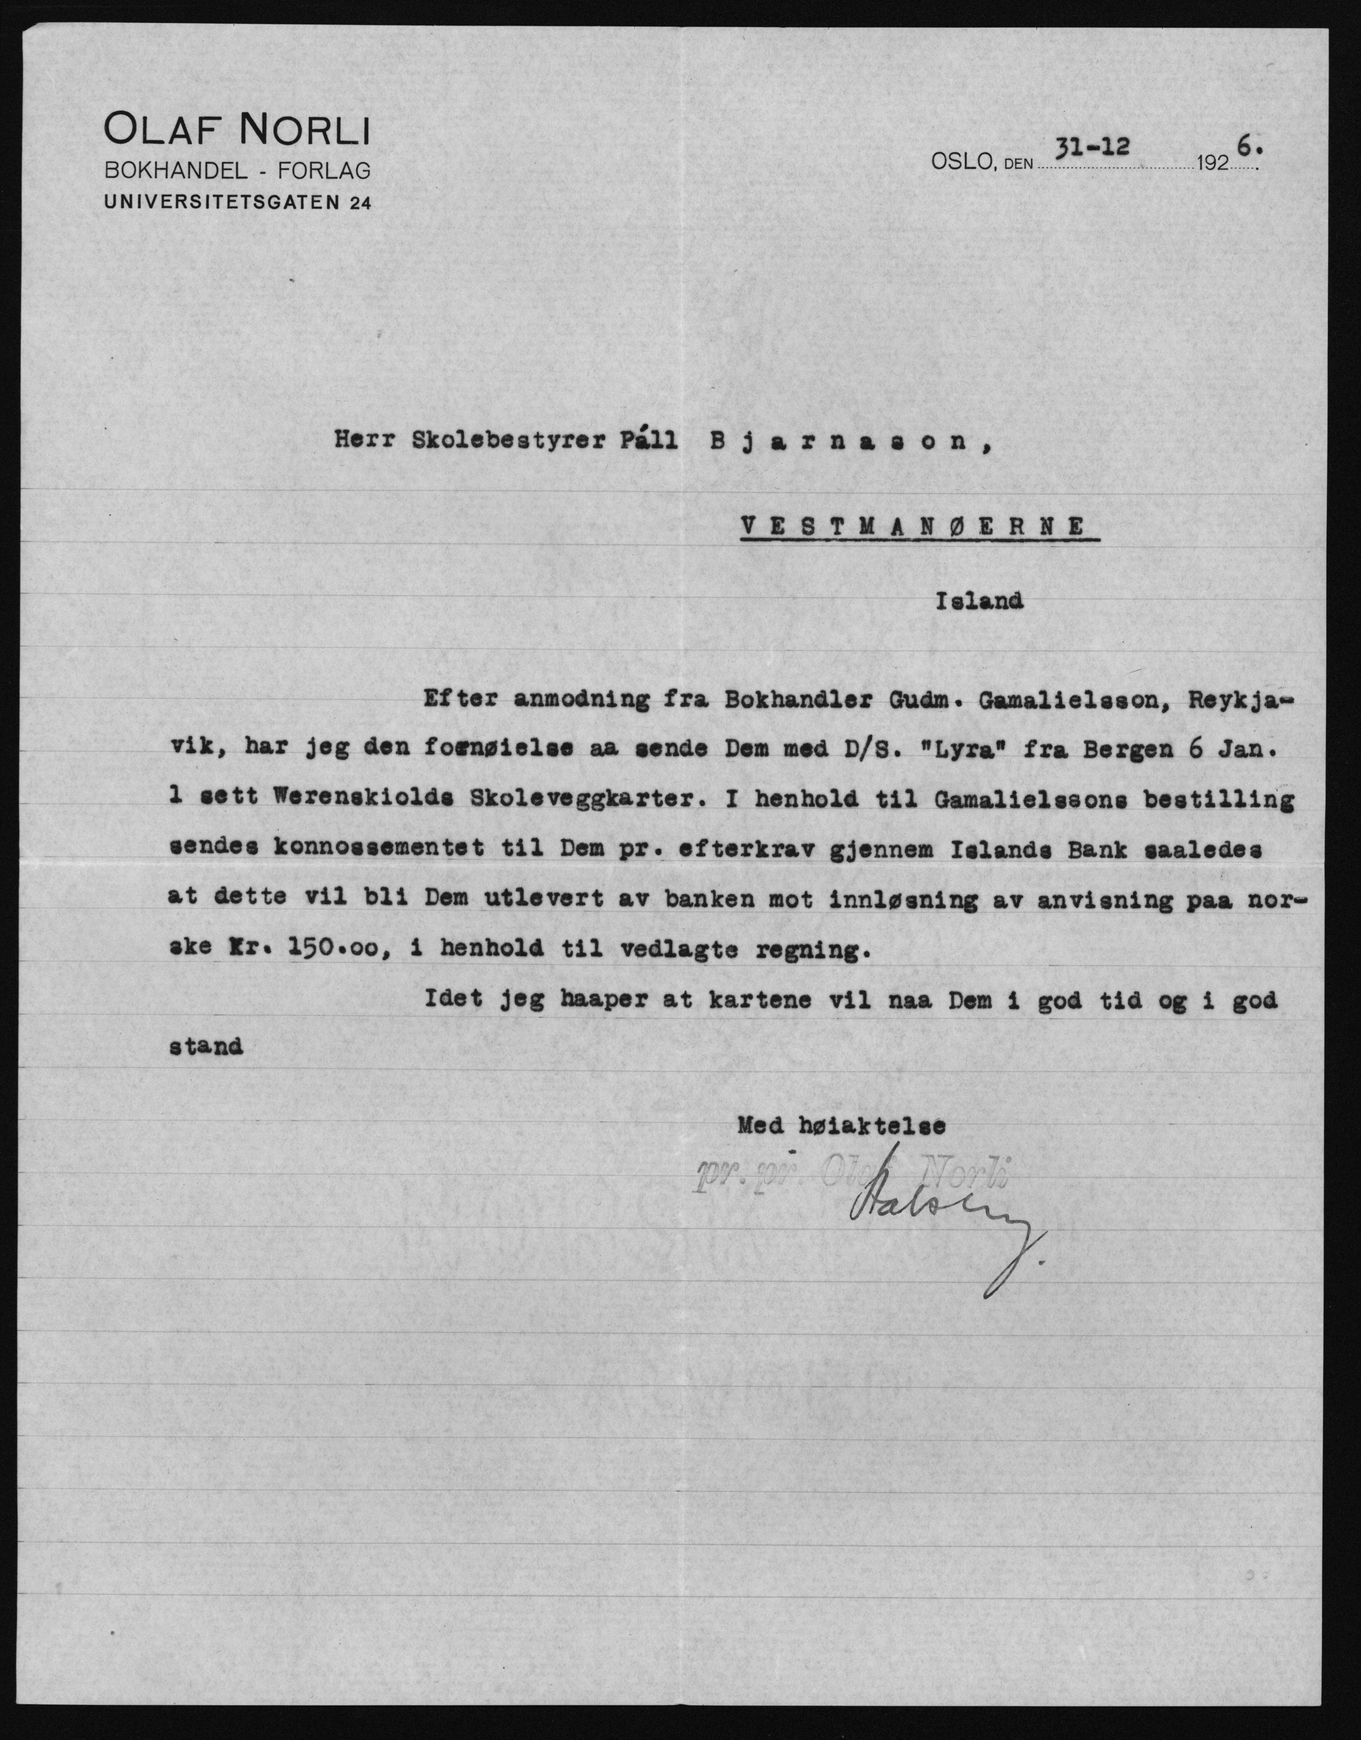 OLAF NORLI
BOKHANDEL - FORLAG
UNIVERSITETSGATEN 24
OSLO, DEN 31-12 1926.
Herr Skolebestyrer Páll B j a r n a s o n ,
V E S T M A N Ø E R N E
Island
Efter anmodning fra Bokhandler Gudm. Gamalielsson, Reykja-
vik, har jeg den fornøielse aa sende Dem med D/S. "Lyra" fra Bergen 6 Jan.
1 sett Werenskiolds Skoleveggkarter. I henhold til Gamalielssons bestilling
sendes konnossementet til Dem pr. efterkrav gjennem Islands Bank saaledes
at dette vil bli Dem utlevert av banken mot innløsning av anvisning paa nor-
ske Kr. 150.oo, i henhold til vedlagte regning.
Idet jeg haaper at kartene vil naa Dem i god tid og i god
stand
Med høiaktelse
pr. pr. Olaf Norli